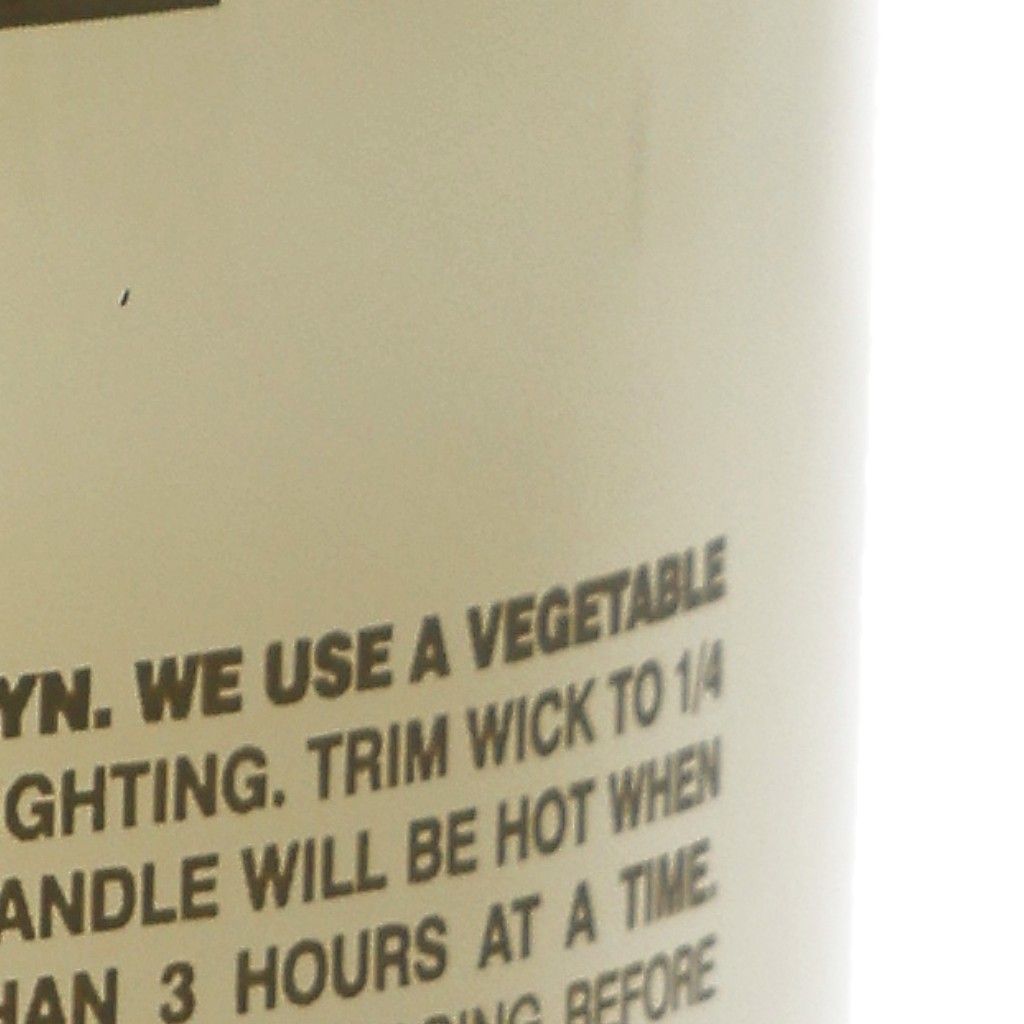 YN. WE USE A VEGETABLE
GHTING. TRIM WICK TO 1/4
ANDLE WILL BE HOT WHEN
HAN 3 HOURS AT A TIME.
BEFORE